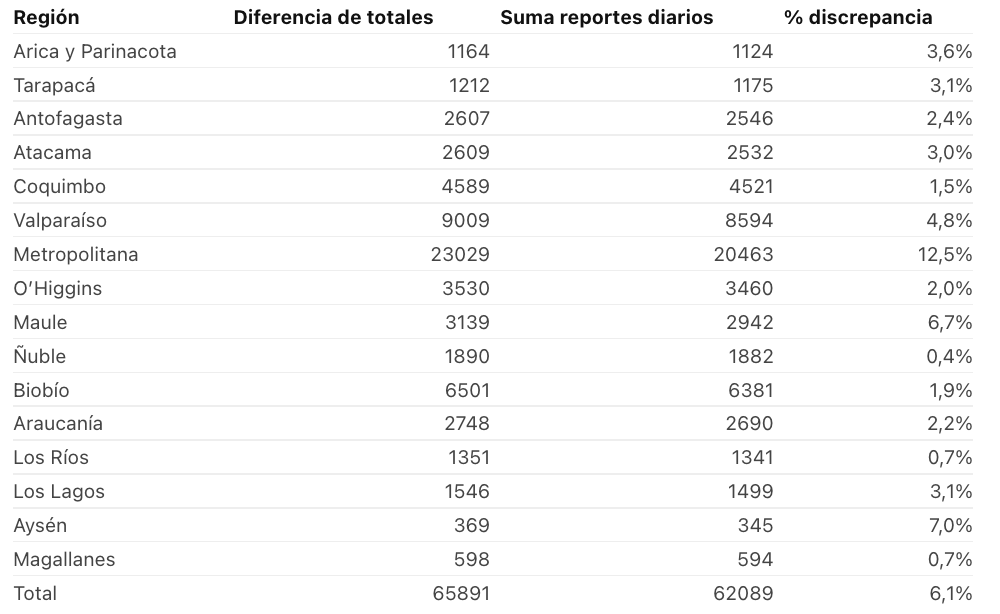 Región Diferencia de totales Suma reportes diarios % discrepancia
Arica y Parinacota 1164 1124 3,6%
Tarapacá 1212 1175 3,1%
Antofagasta 2607 2546 2,4%
Atacama 2609 2532 3,0%
Coquimbo 4589 4521 1,5%
Valparaíso 9009 8594 4,8%
Metropolitana 23029 20463 12,5%
O’Higgins 3530 3460 2,0%
Maule 3139 2942 6,7%
Ñuble 1890 1882 0,4%
Biobío 6501 6381 1,9%
Araucanía 2748 2690 2,2%
Los Ríos 1351 1341 0,7%
Los Lagos 1546 1499 3,1%
Aysén 369 345 7,0%
Magallanes 598 594 0,7%
Total 65891 62089 6,1%